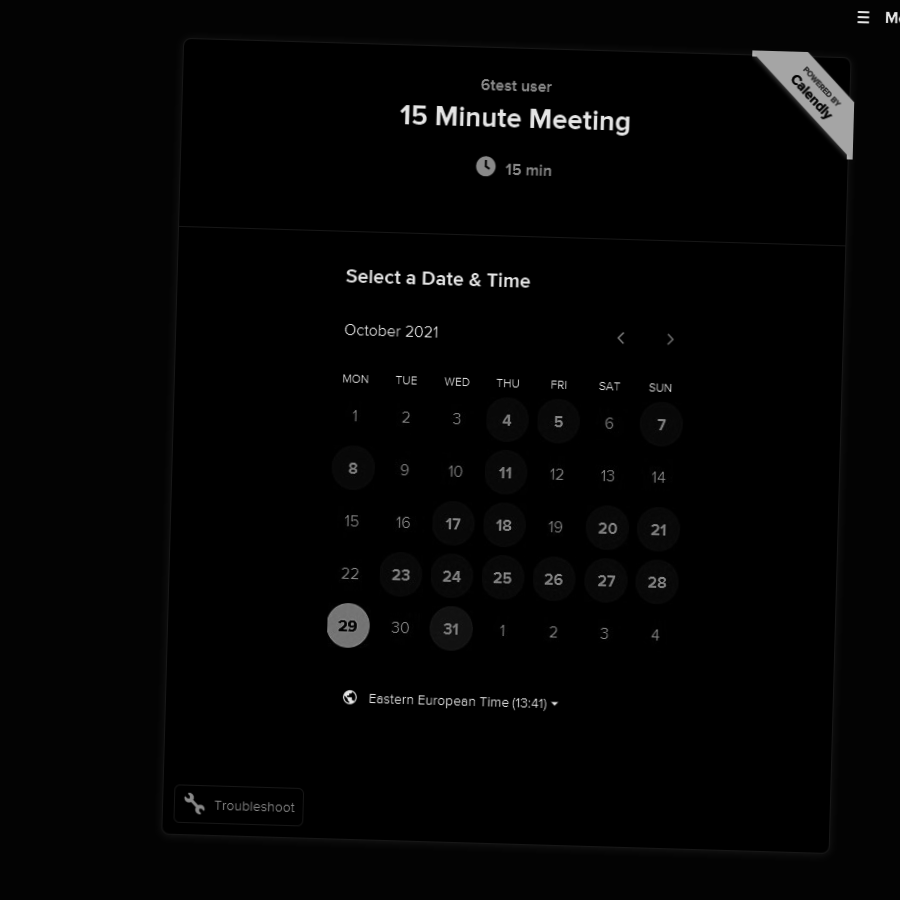 ☰ M
6test user
15 Minute Meeting
15 min
POWERED BY
Calendly
Select a Date & Time
October 2021
MON TUE WED THU FRI SAT SUN
1 2 3 4 5 6 7
8 9 10 11 12 13 14
15 16 17 18 19 20 21
22 23 24 25 26 27 28
29 30 31 1 2 3 4
Eastern European Time (13:41)
Troubleshoot